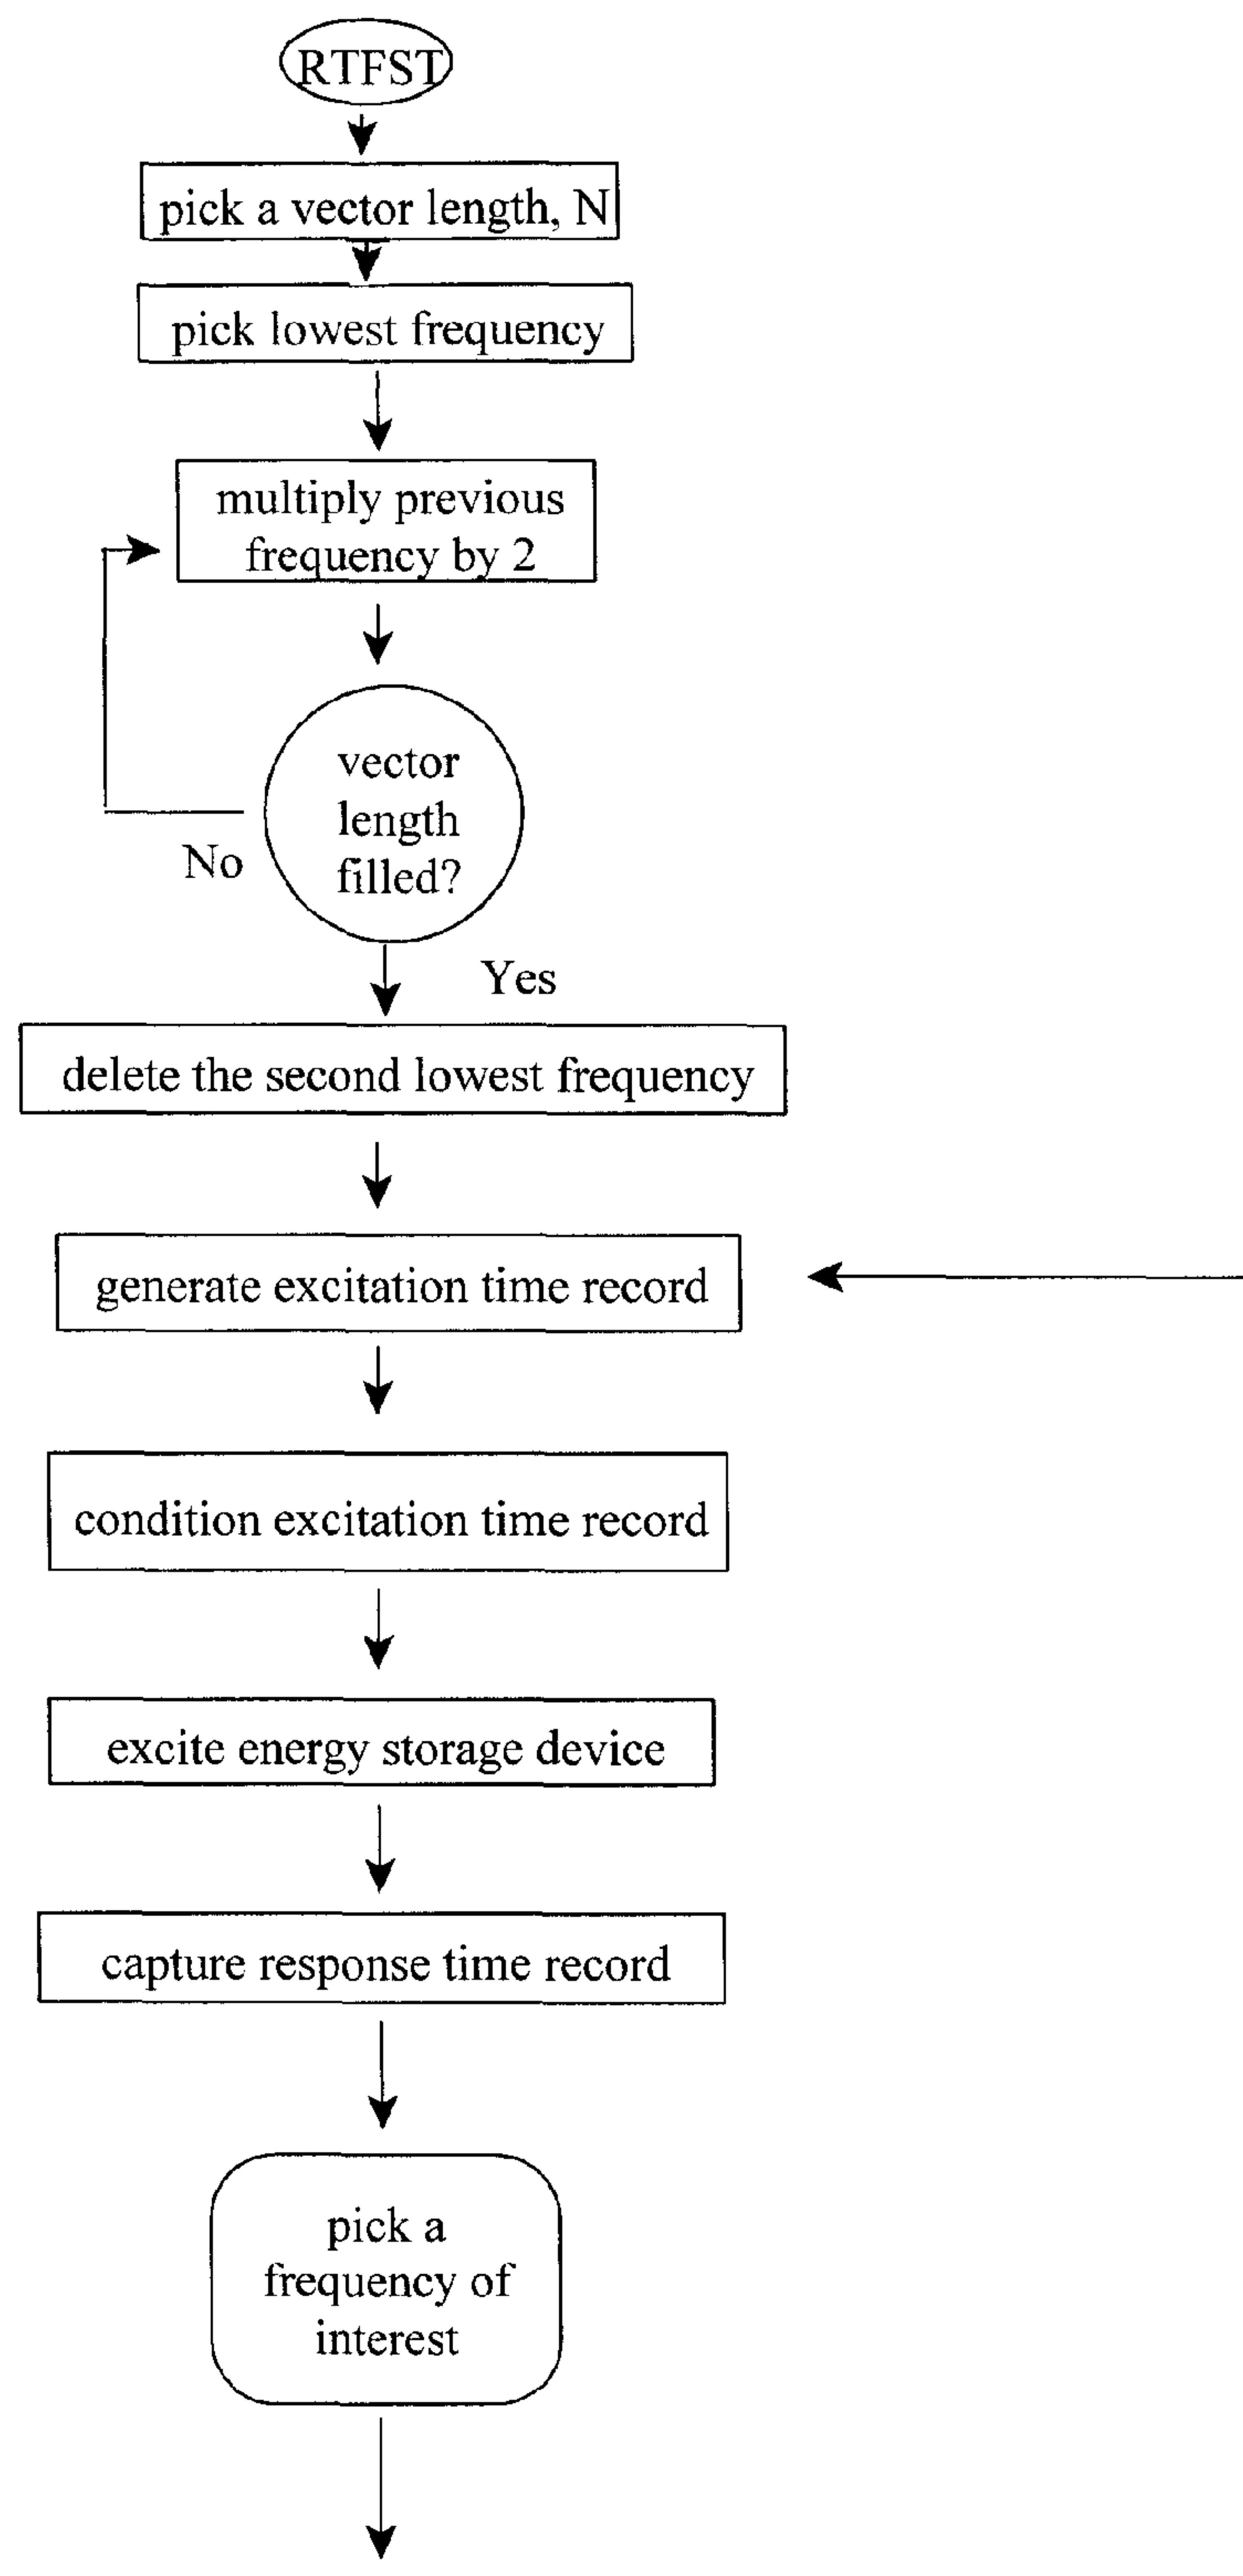 RTFST
pick a vector length, N
pick lowest frequency
multiply previous
frequency by 2
vector
length
filled?
No
Yes
delete the second lowest frequency
generate excitation time record
condition excitation time record
excite energy storage device
capture response time record
pick a
frequency of
interest